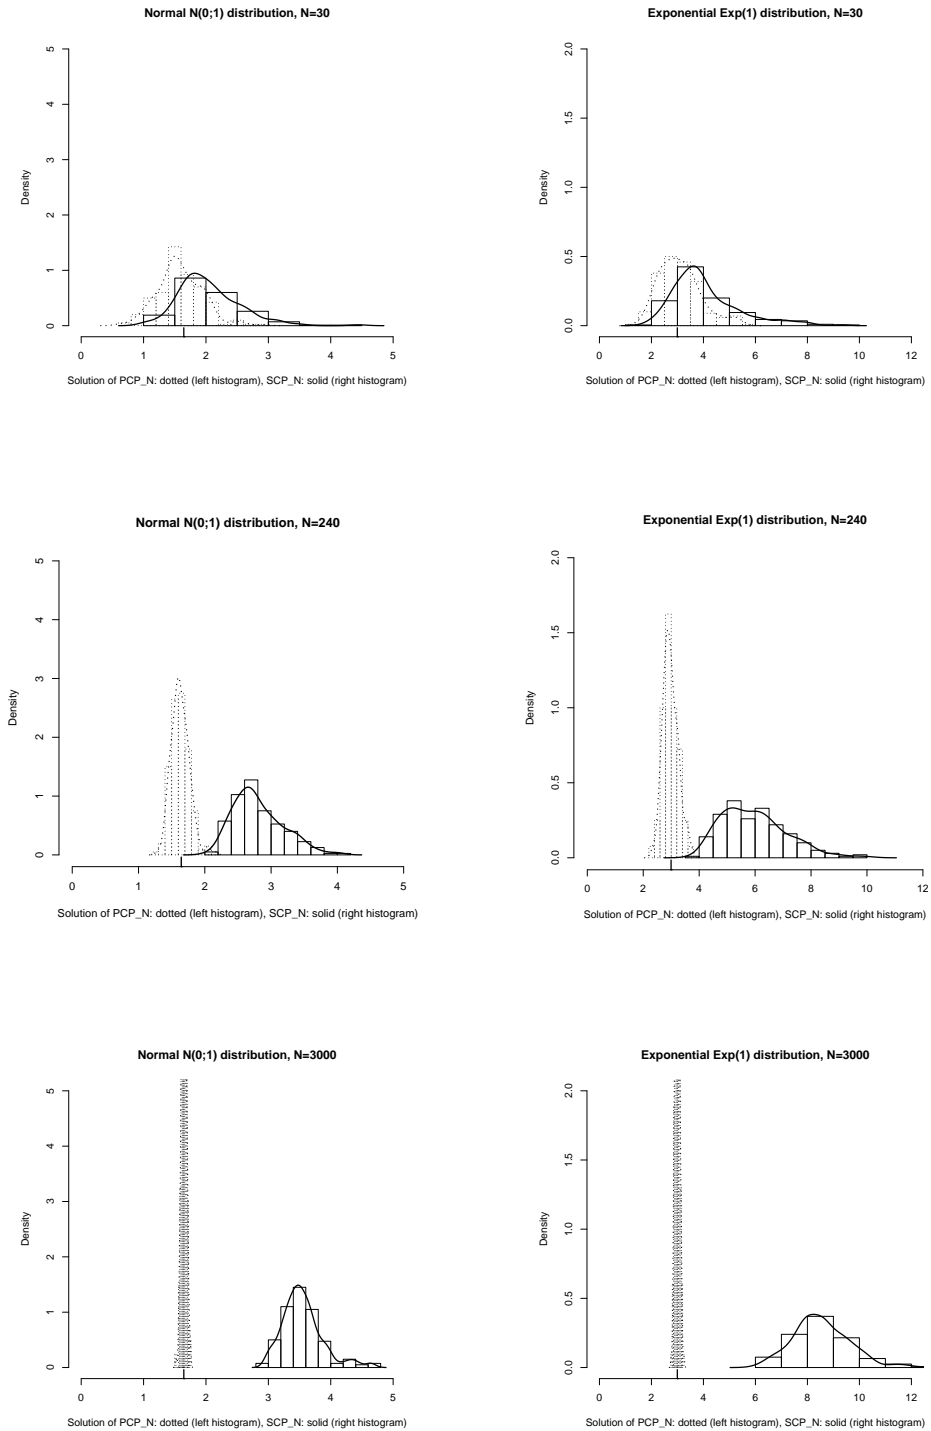 Normal N(0;1) distribution, N=30
Density
0 1 2 3 4 5
0 1 2 3 4 5
Solution of PCP_N: dotted (left histogram), SCP_N: solid (right histogram)
Exponential Exp(1) distribution, N=30
Density
0.0 0.5 1.0 1.5 2.0
0 2 4 6 8 10 12
Solution of PCP_N: dotted (left histogram), SCP_N: solid (right histogram)
Normal N(0;1) distribution, N=240
Density
0 1 2 3 4 5
0 1 2 3 4 5
Solution of PCP_N: dotted (left histogram), SCP_N: solid (right histogram)
Exponential Exp(1) distribution, N=240
Density
0.0 0.5 1.0 1.5 2.0
0 2 4 6 8 10 12
Solution of PCP_N: dotted (left histogram), SCP_N: solid (right histogram)
Normal N(0;1) distribution, N=3000
Density
0 1 2 3 4 5
0 1 2 3 4 5
Solution of PCP_N: dotted (left histogram), SCP_N: solid (right histogram)
Exponential Exp(1) distribution, N=3000
Density
0.0 0.5 1.0 1.5 2.0
0 2 4 6 8 10 12
Solution of PCP_N: dotted (left histogram), SCP_N: solid (right histogram)